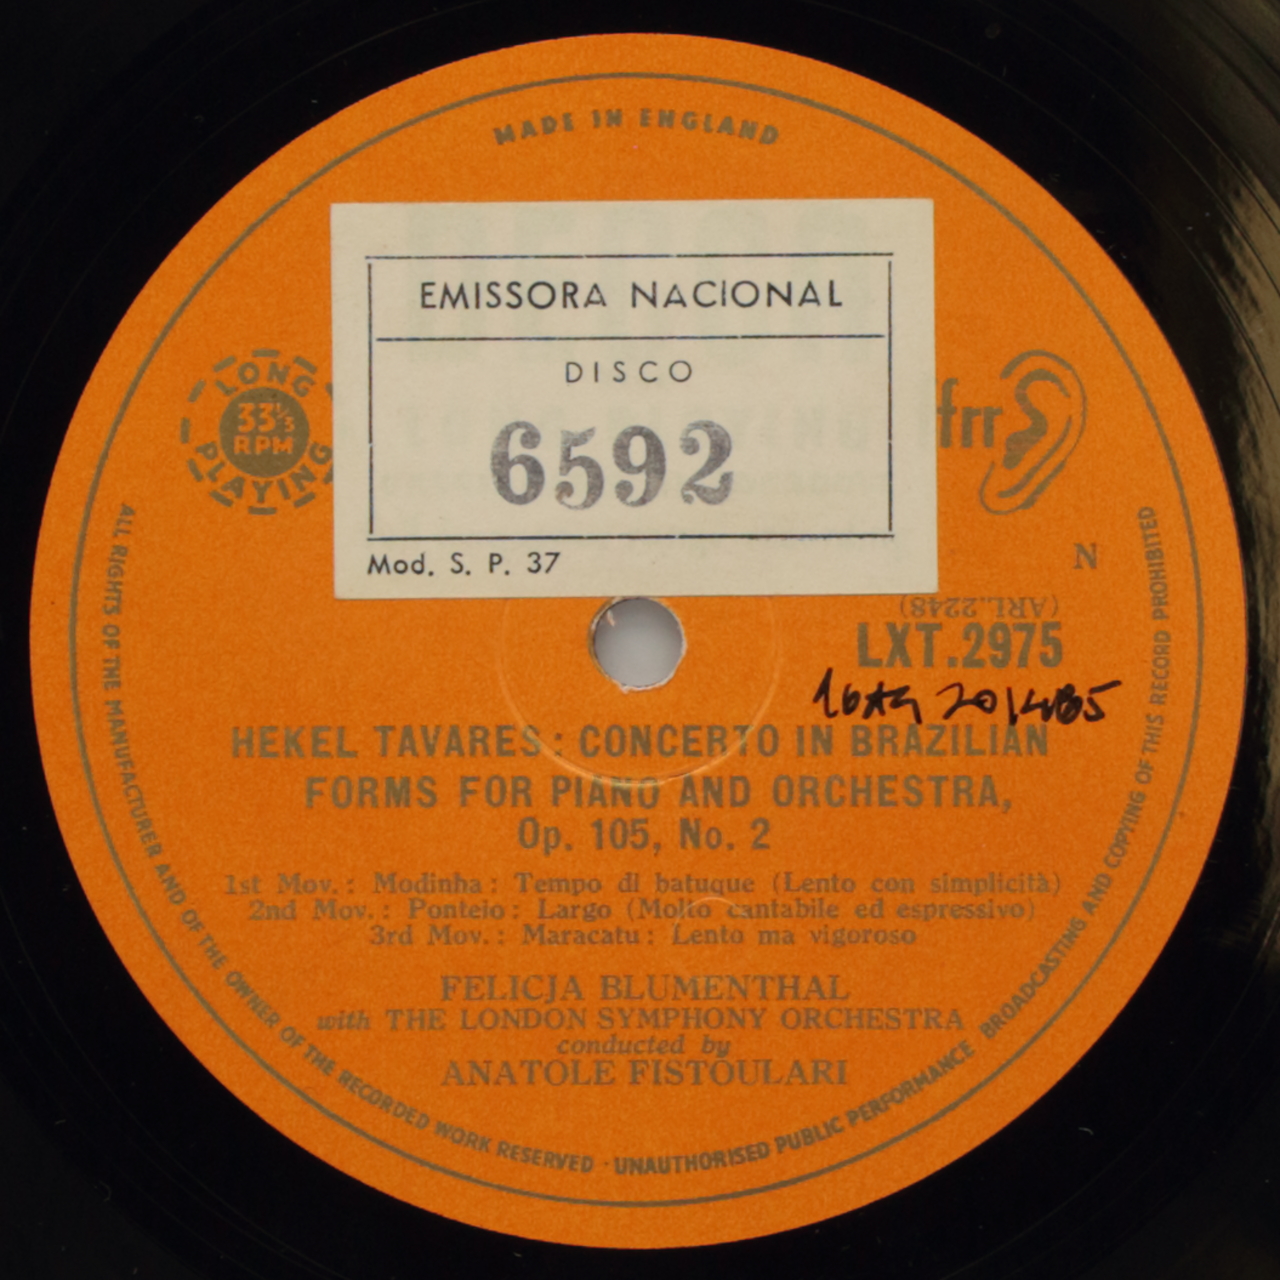 MADE IN ENGLAND
EMISSORA NACIONAL
DISCO
6592
Mod. S. P. 37
LONG
33⅓
RPM
PLAYING
ffrr
N
(ARL.2248)
LXT.2975
HEKEL TAVARES: CONCERTO IN BRAZILIAN
FORMS FOR PIANO AND ORCHESTRA,
Op. 105, No. 2
1st Mov.: Modinha: Tempo di batuque (Lento con simplicità)
2nd Mov.: Ponteio: Largo (Molto cantabile ed espressivo)
3rd Mov.: Maracatu: Lento ma vigoroso
FELICJA BLUMENTHAL
with THE LONDON SYMPHONY ORCHESTRA
conducted by
ANATOLE FISTOULARI
ALL RIGHTS OF THE MANUFACTURER AND OF THE OWNER OF THE RECORDED WORK RESERVED · UNAUTHORISED PUBLIC PERFORMANCE BROADCASTING AND COPYING OF THIS RECORD PROHIBITED